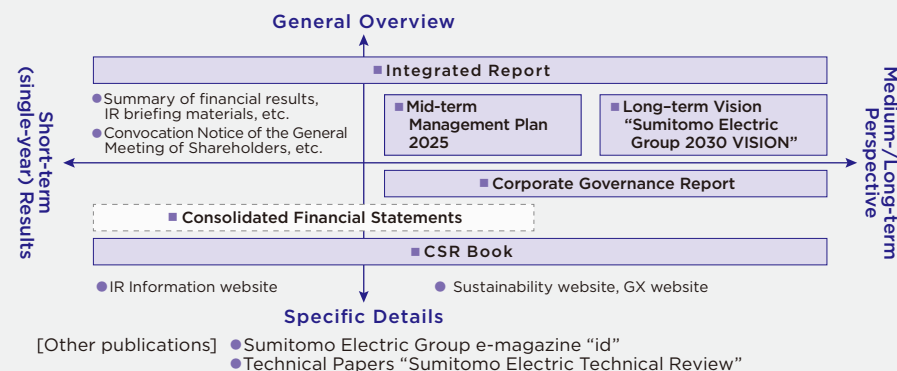 General Overview
■ Integrated Report
Short-term
(single-year) Results
● Summary of financial results,
IR briefing materials, etc.
● Convocation Notice of the General
Meeting of Shareholders, etc.
■ Mid-term
Management Plan
2025
■ Long–term Vision
“Sumitomo Electric
Group 2030 VISION”
Medium-/Long-term
Perspective
■ Corporate Governance Report
■ Consolidated Financial Statements
■ CSR Book
● IR Information website
● Sustainability website, GX website
Specific Details
[Other publications] ● Sumitomo Electric Group e-magazine “id”
● Technical Papers “Sumitomo Electric Technical Review”